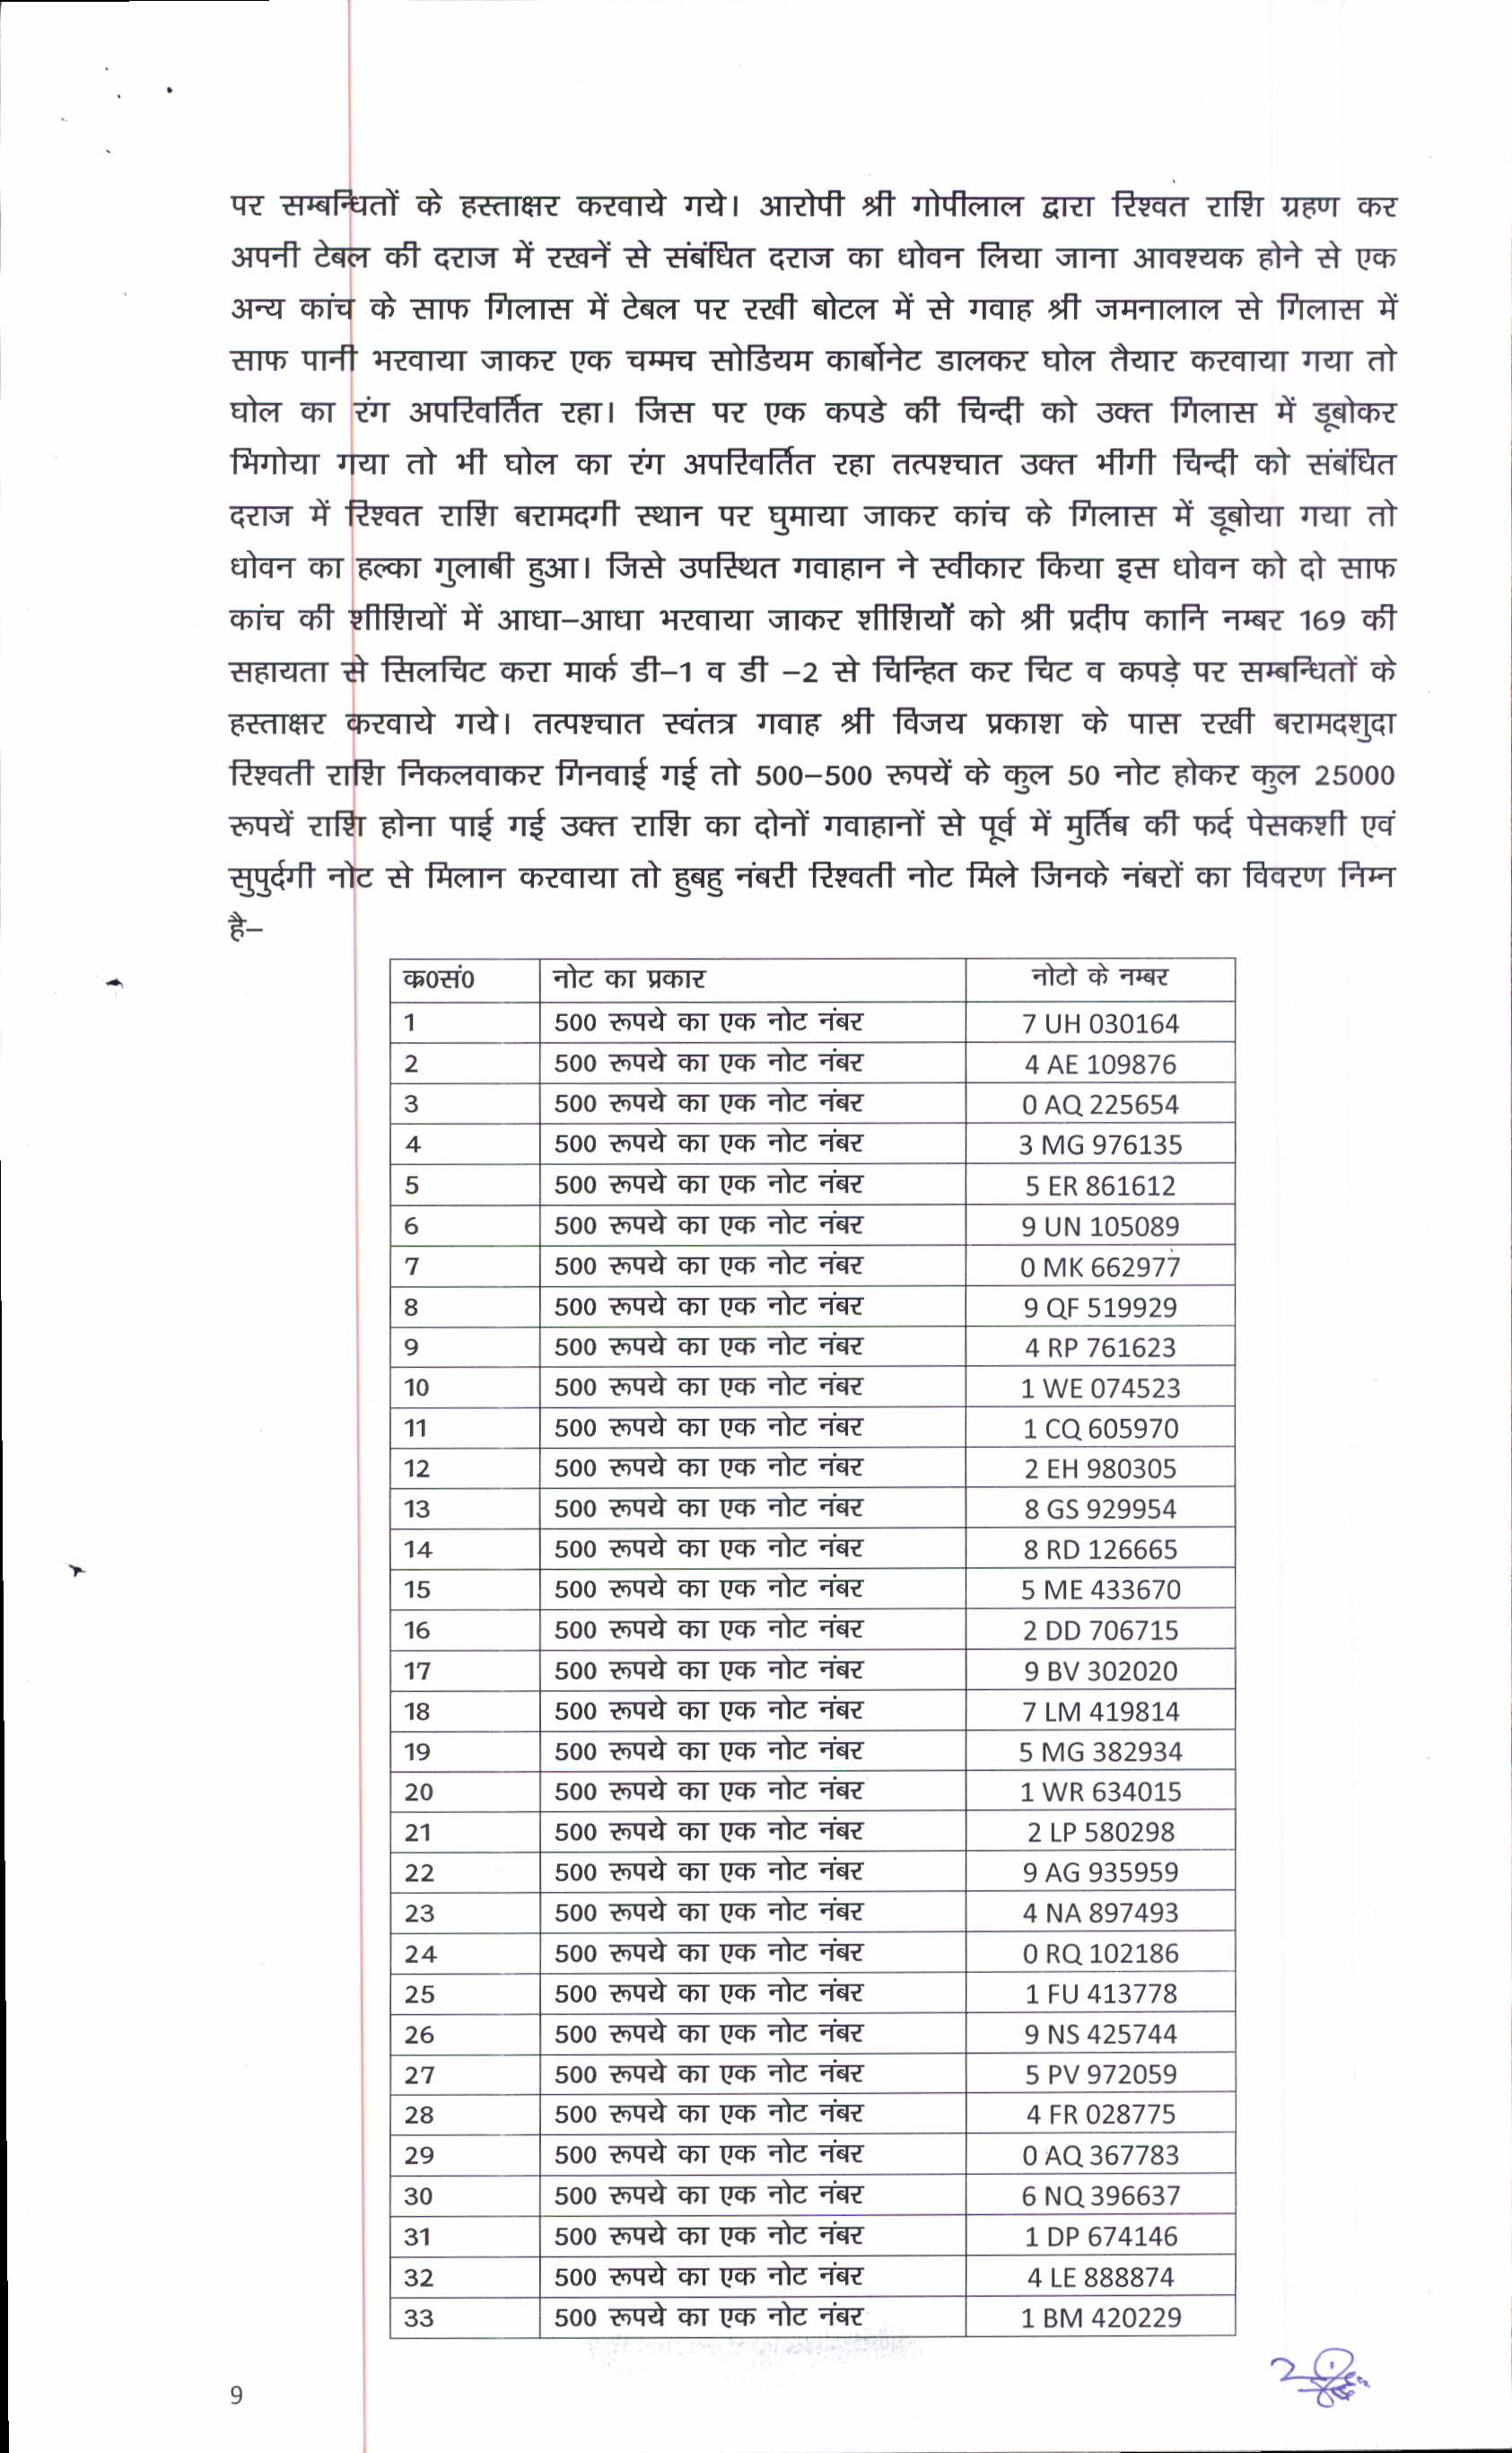 पर सम्बन्धितों के हस्ताक्षर करवाये गये। आरोपी श्री गोपीलाल द्वारा रिश्वत राशि ग्रहण कर
अपनी टेबल की दराज में रखनें से संबंधित दराज का धोवन लिया जाना आवश्यक होने से एक
अन्य कांच के साफ गिलास में टेबल पर रखी बोटल में से गवाह श्री जमनालाल से गिलास में
साफ पानी भरवाया जाकर एक चम्मच सोडियम कार्बोनेट डालकर घोल तैयार करवाया गया तो
घोल का रंग अपरिवर्तित रहा। जिस पर एक कपडे की चिन्दी को उक्त गिलास में डूबोकर
भिगोया गया तो भी घोल का रंग अपरिवर्तित रहा तत्पश्चात उक्त भीगी चिन्दी को संबंधित
दराज में रिश्वत राशि बरामदगी स्थान पर घुमाया जाकर कांच के गिलास में डूबोया गया तो
धोवन का हल्का गुलाबी हुआ। जिसे उपस्थित गवाहान ने स्वीकार किया इस धोवन को दो साफ
कांच की शीशियों में आधा–आधा भरवाया जाकर शीशियों को श्री प्रदीप कानि नम्बर 169 की
सहायता से सिलचिट करा मार्क डी–1 व डी –2 से चिन्हित कर चिट व कपड़े पर सम्बन्धितों के
हस्ताक्षर करवाये गये। तत्पश्चात स्वंतत्र गवाह श्री विजय प्रकाश के पास रखी बरामदशुदा
रिश्वती राशि निकलवाकर गिनवाई गई तो 500–500 रूपयें के कुल 50 नोट होकर कुल 25000
रूपयें राशि होना पाई गई उक्त राशि का दोनों गवाहानों से पूर्व में मुर्तिब की फर्द पेसकशी एवं
सुपुर्दगी नोट से मिलान करवाया तो हुबहु नंबरी रिश्वती नोट मिले जिनके नंबरों का विवरण निम्न
है–
क0सं0 नोट का प्रकार नोटो के नम्बर
1 500 रूपये का एक नोट नंबर 7 UH 030164
2 500 रूपये का एक नोट नंबर 4 AE 109876
3 500 रूपये का एक नोट नंबर 0 AQ 225654
4 500 रूपये का एक नोट नंबर 3 MG 976135
5 500 रूपये का एक नोट नंबर 5 ER 861612
6 500 रूपये का एक नोट नंबर 9 UN 105089
7 500 रूपये का एक नोट नंबर 0 MK 662977
8 500 रूपये का एक नोट नंबर 9 QF 519929
9 500 रूपये का एक नोट नंबर 4 RP 761623
10 500 रूपये का एक नोट नंबर 1 WE 074523
11 500 रूपये का एक नोट नंबर 1 CQ 605970
12 500 रूपये का एक नोट नंबर 2 EH 980305
13 500 रूपये का एक नोट नंबर 8 GS 929954
14 500 रूपये का एक नोट नंबर 8 RD 126665
15 500 रूपये का एक नोट नंबर 5 ME 433670
16 500 रूपये का एक नोट नंबर 2 DD 706715
17 500 रूपये का एक नोट नंबर 9 BV 302020
18 500 रूपये का एक नोट नंबर 7 LM 419814
19 500 रूपये का एक नोट नंबर 5 MG 382934
20 500 रूपये का एक नोट नंबर 1 WR 634015
21 500 रूपये का एक नोट नंबर 2 LP 580298
22 500 रूपये का एक नोट नंबर 9 AG 935959
23 500 रूपये का एक नोट नंबर 4 NA 897493
24 500 रूपये का एक नोट नंबर 0 RQ 102186
25 500 रूपये का एक नोट नंबर 1 FU 413778
26 500 रूपये का एक नोट नंबर 9 NS 425744
27 500 रूपये का एक नोट नंबर 5 PV 972059
28 500 रूपये का एक नोट नंबर 4 FR 028775
29 500 रूपये का एक नोट नंबर 0 AQ 367783
30 500 रूपये का एक नोट नंबर 6 NQ 396637
31 500 रूपये का एक नोट नंबर 1 DP 674146
32 500 रूपये का एक नोट नंबर 4 LE 888874
33 500 रूपये का एक नोट नंबर 1 BM 420229
9